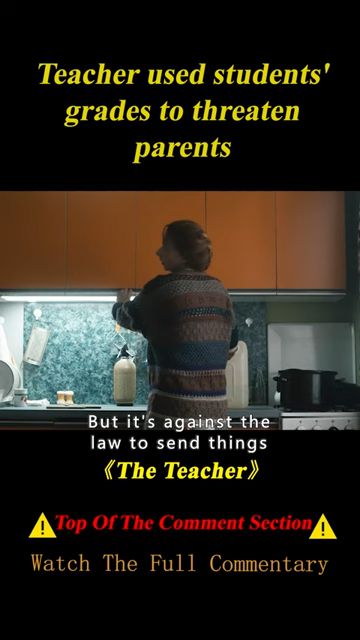 Teacher used students'
grades to threaten
parents
But it's against the
law to send things
《The Teacher》
Top Of The Comment Section
Watch The Full Commentary